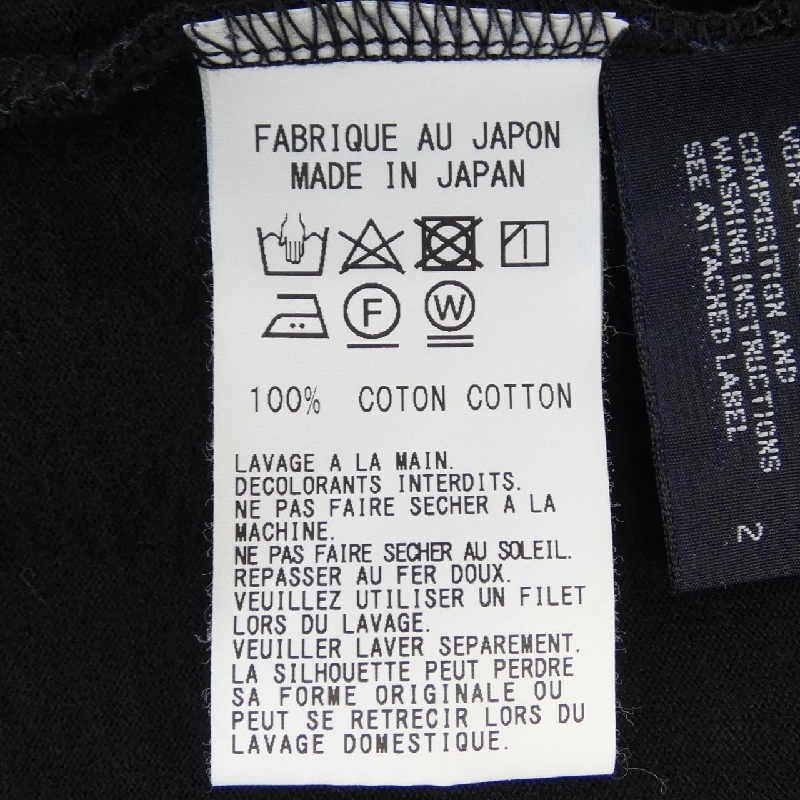 FABRIQUE AU JAPON
MADE IN JAPAN
F W
100% COTON COTTON
LAVAGE A LA MAIN.
DECOLORANTS INTERDITS.
NE PAS FAIRE SECHER A LA
MACHINE.
NE PAS FAIRE SECHER AU SOLEIL.
REPASSER AU FER DOUX.
VEUILLEZ UTILISER UN FILET
LORS DU LAVAGE.
VEUILLER LAVER SEPAREMENT.
LA SILHOUETTE PEUT PERDRE
SA FORME ORIGINALE OU
PEUT SE RETRECIR LORS DU
LAVAGE DOMESTIQUE.
COMPOSITION AND
WASHING INSTRUCTIONS
SEE ATTACHED LABEL
2